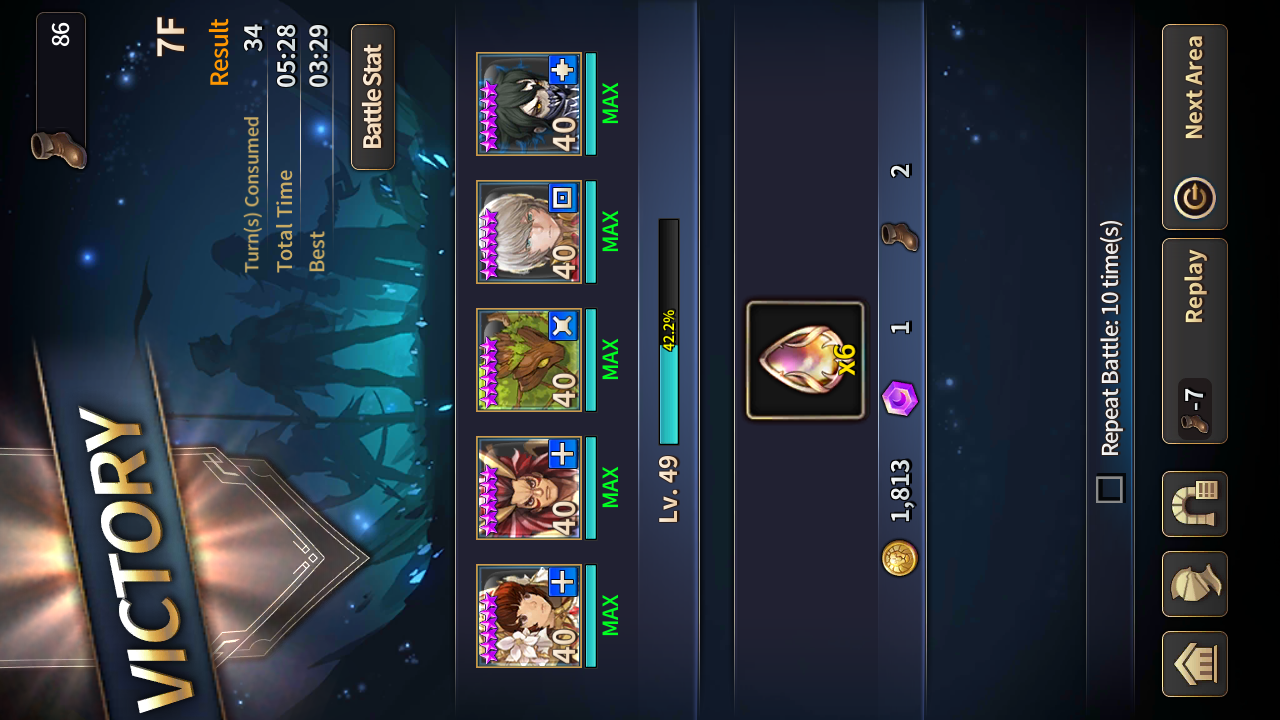 86
VICTORY
7F
Result
Turn(s) Consumed 34
Total Time 05:28
Best 03:29
Battle Stat
40 40 40 40 40
MAX MAX MAX MAX MAX
Lv. 49 42.2%
x6
1,813 1 2
Repeat Battle: 10 time(s)
-7 Replay Next Area